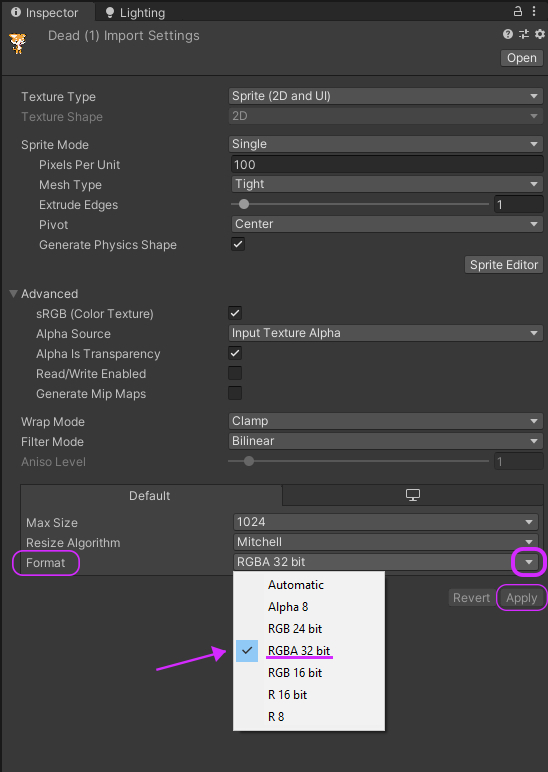 Inspector Lighting
Dead (1) Import Settings
Open
Texture Type Sprite (2D and UI)
Texture Shape 2D
Sprite Mode Single
Pixels Per Unit 100
Mesh Type Tight
Extrude Edges 1
Pivot Center
Generate Physics Shape
Sprite Editor
Advanced
sRGB (Color Texture)
Alpha Source Input Texture Alpha
Alpha Is Transparency
Read/Write Enabled
Generate Mip Maps
Wrap Mode Clamp
Filter Mode Bilinear
Aniso Level 1
Default
Max Size 1024
Resize Algorithm Mitchell
Format RGBA 32 bit
Revert Apply
Automatic
Alpha 8
RGB 24 bit
RGBA 32 bit
RGB 16 bit
R 16 bit
R 8